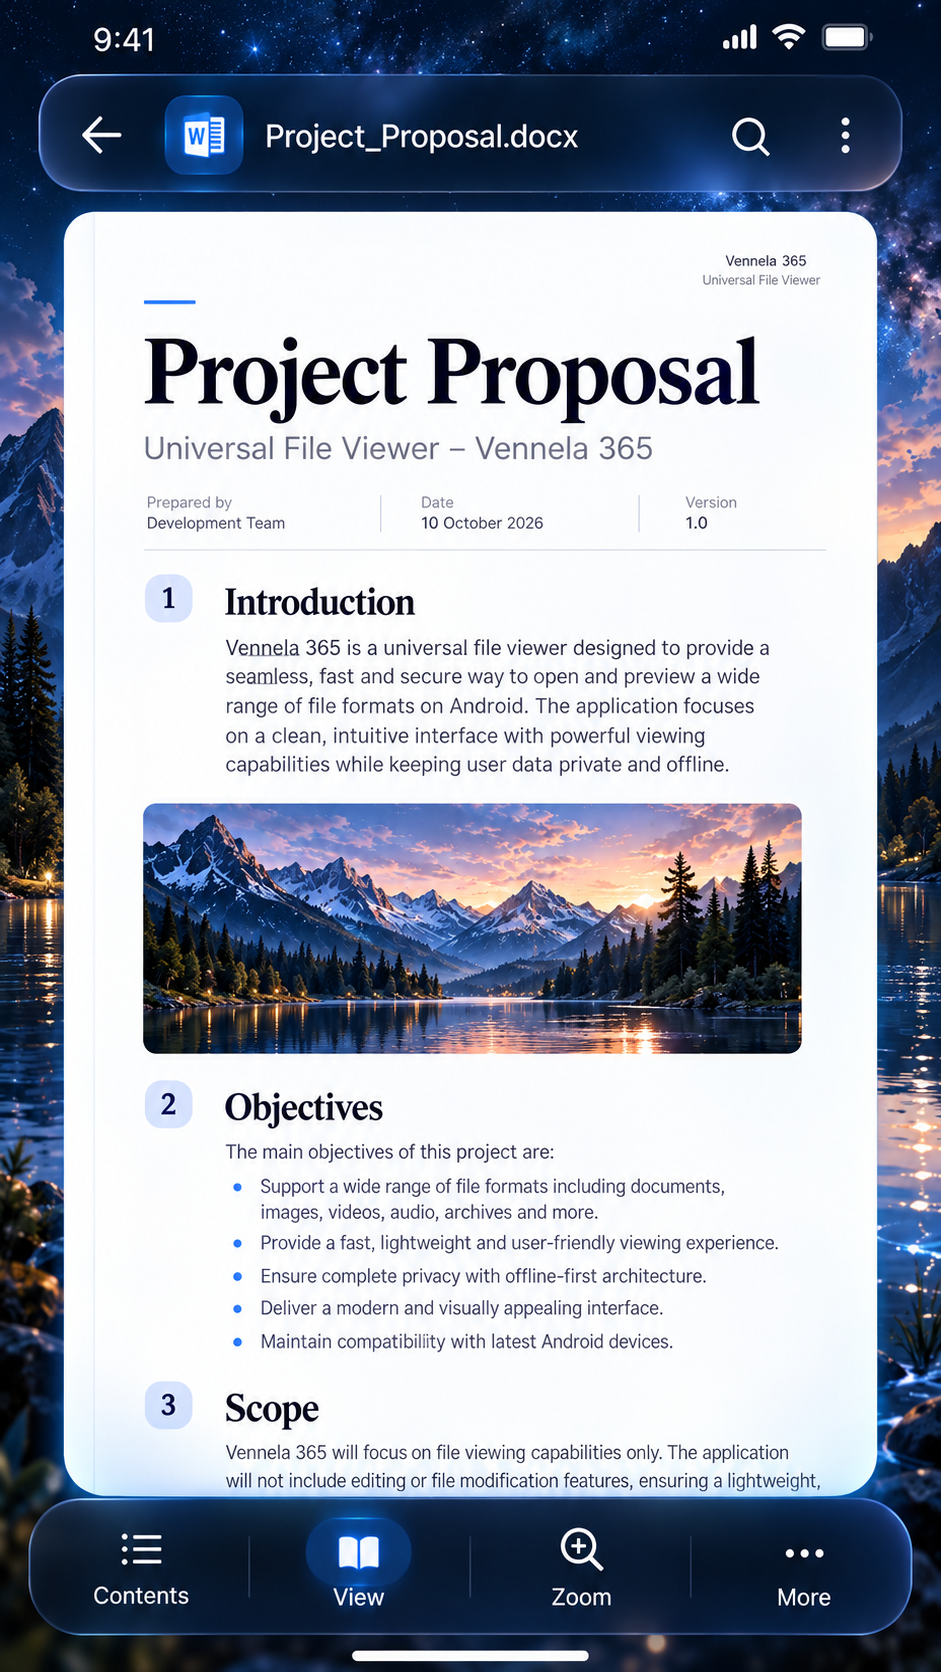 9:41
W
Project_Proposal.docx
Vennela 365
Universal File Viewer
Project Proposal
Universal File Viewer – Vennela 365
Prepared by
Development Team
Date
10 October 2026
Version
1.0
1
Introduction
Vennela 365 is a universal file viewer designed to provide a
seamless, fast and secure way to open and preview a wide
range of file formats on Android. The application focuses
on a clean, intuitive interface with powerful viewing
capabilities while keeping user data private and offline.
2
Objectives
The main objectives of this project are:
• Support a wide range of file formats including documents,
images, videos, audio, archives and more.
• Provide a fast, lightweight and user-friendly viewing experience.
• Ensure complete privacy with offline-first architecture.
• Deliver a modern and visually appealing interface.
• Maintain compatibility with latest Android devices.
3
Scope
Vennela 365 will focus on file viewing capabilities only. The application
will not include editing or file modification features, ensuring a lightweight,
Contents
View
Zoom
More